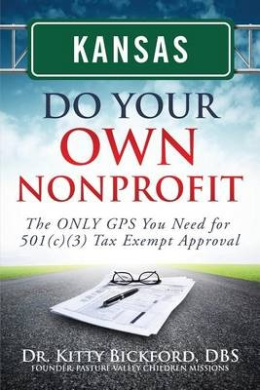 KANSAS
DO YOUR
OWN
NONPROFIT
The ONLY GPS You Need for
501(c)(3) Tax Exempt Approval
DR. KITTY BICKFORD, DBS
FOUNDER, PASTURE VALLEY CHILDREN MISSIONS